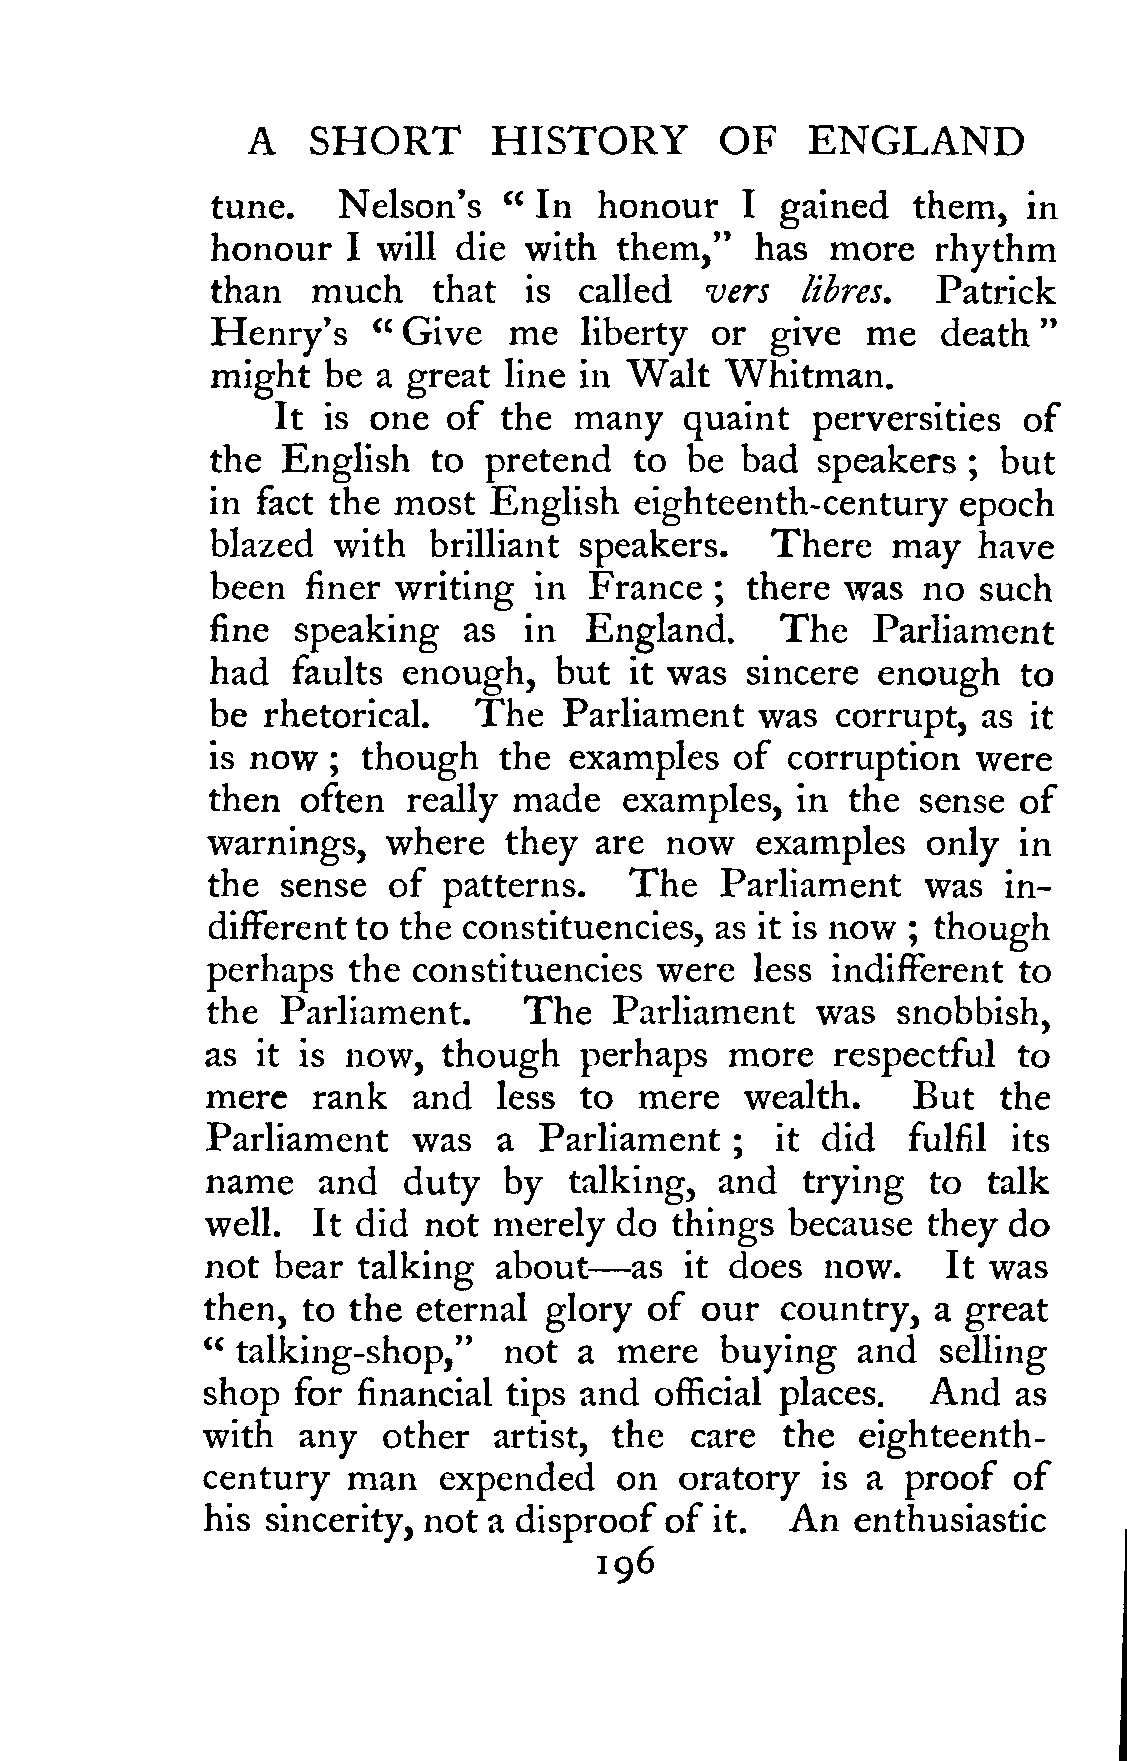 A SHORT HISTORY OF ENGLAND
tune. Nelson's “ In honour I gained them, in
honour I will die with them,” has more rhythm
than much that is called vers libres. Patrick
Henry's “ Give me liberty or give me death ”
might be a great line in Walt Whitman.
It is one of the many quaint perversities of
the English to pretend to be bad speakers ; but
in fact the most English eighteenth-century epoch
blazed with brilliant speakers. There may have
been finer writing in France ; there was no such
fine speaking as in England. The Parliament
had faults enough, but it was sincere enough to
be rhetorical. The Parliament was corrupt, as it
is now ; though the examples of corruption were
then often really made examples, in the sense of
warnings, where they are now examples only in
the sense of patterns. The Parliament was in-
different to the constituencies, as it is now ; though
perhaps the constituencies were less indifferent to
the Parliament. The Parliament was snobbish,
as it is now, though perhaps more respectful to
mere rank and less to mere wealth. But the
Parliament was a Parliament ; it did fulfil its
name and duty by talking, and trying to talk
well. It did not merely do things because they do
not bear talking about—as it does now. It was
then, to the eternal glory of our country, a great
“ talking-shop,” not a mere buying and selling
shop for financial tips and official places. And as
with any other artist, the care the eighteenth-
century man expended on oratory is a proof of
his sincerity, not a disproof of it. An enthusiastic
196